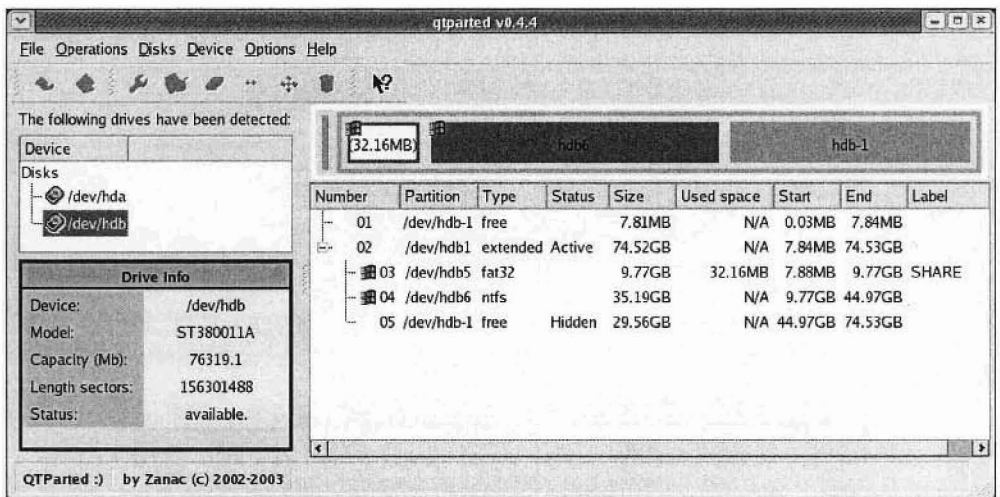 qtparted v0.4.4
File Operations Disks Device Options Help
The following drives have been detected:
Device
Disks
/dev/hda
/dev/hdb
Drive Info
Device: /dev/hdb
Model: ST380011A
Capacity (Mb): 76319.1
Length sectors: 156301488
Status: available.
(32.16MB) hdb6 hdb-1
Number Partition Type Status Size Used space Start End Label
01 /dev/hdb-1 free 7.81MB N/A 0.03MB 7.84MB
02 /dev/hdb1 extended Active 74.52GB N/A 7.84MB 74.53GB
03 /dev/hdb5 fat32 9.77GB 32.16MB 7.88MB 9.77GB SHARE
04 /dev/hdb6 ntfs 35.19GB N/A 9.77GB 44.97GB
05 /dev/hdb-1 free Hidden 29.56GB N/A 44.97GB 74.53GB
QTParted :) by Zanac (c) 2002-2003